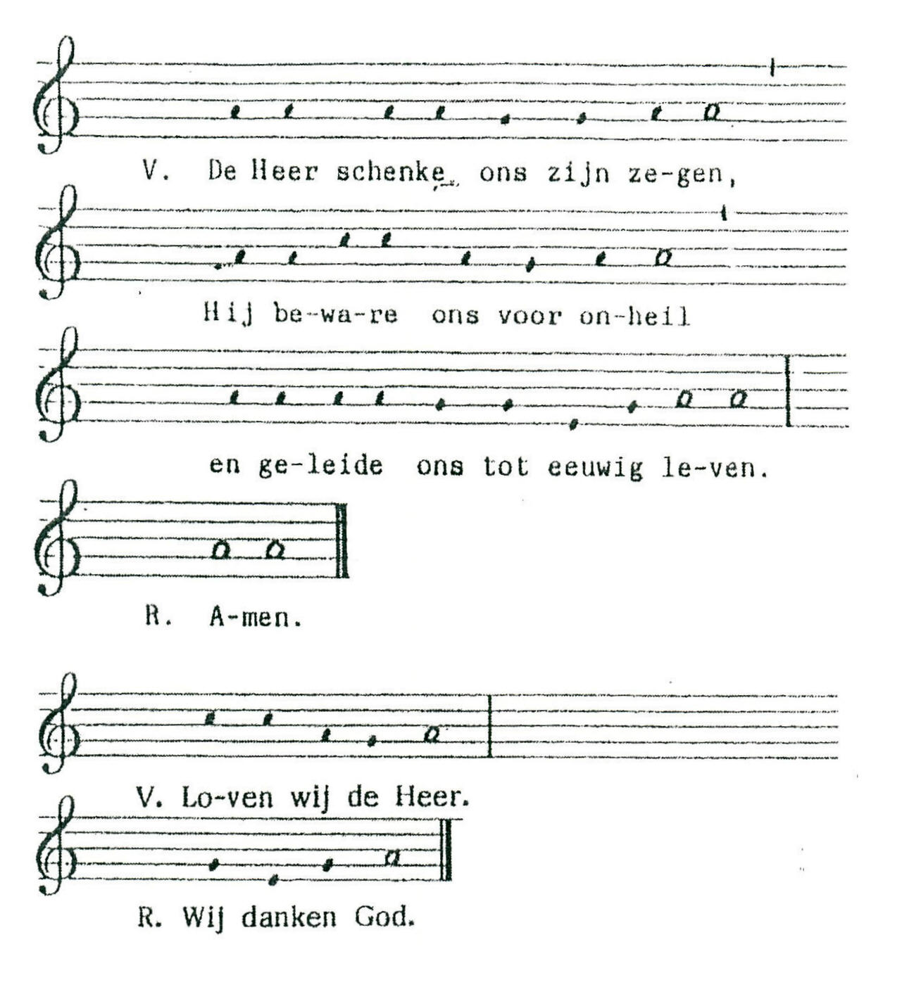 V. De Heer schenke ons zijn ze-gen,
Hij be-wa-re ons voor on-heil
en ge-leide ons tot eeuwig le-ven.
R. A-men.
V. Lo-ven wij de Heer.
R. Wij danken God.